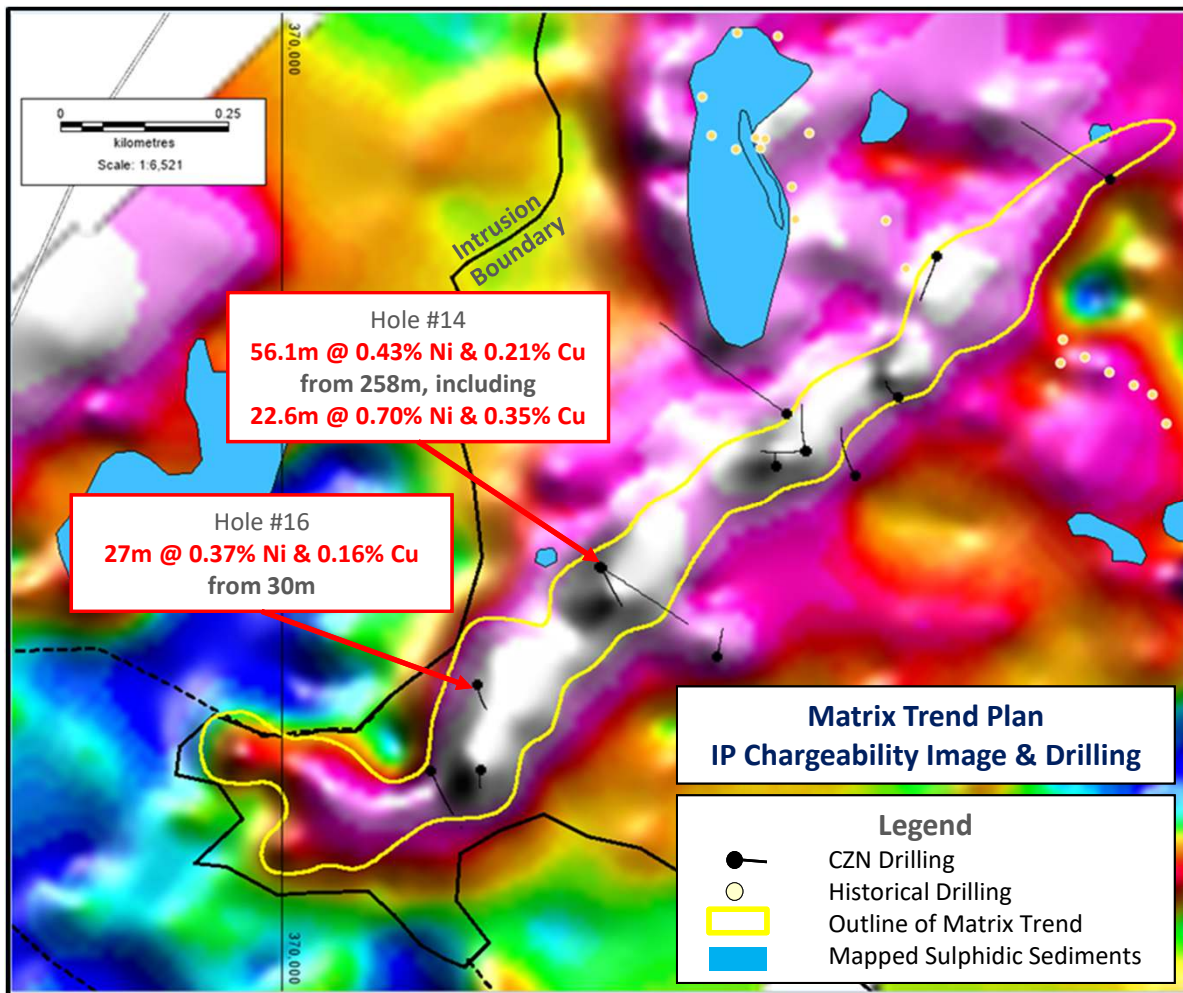 370,000
0 0.25
kilometres
Scale: 1:6,521
Intrusion
Boundary
Hole #14
56.1m @ 0.43% Ni & 0.21% Cu
from 258m, including
22.6m @ 0.70% Ni & 0.35% Cu
Hole #16
27m @ 0.37% Ni & 0.16% Cu
from 30m
Matrix Trend Plan
IP Chargeability Image & Drilling
Legend
CZN Drilling
Historical Drilling
Outline of Matrix Trend
Mapped Sulphidic Sediments
370,000